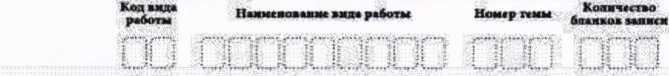 Код вида работы
Наименование вида работы
Номер темы
Количество бланков записи